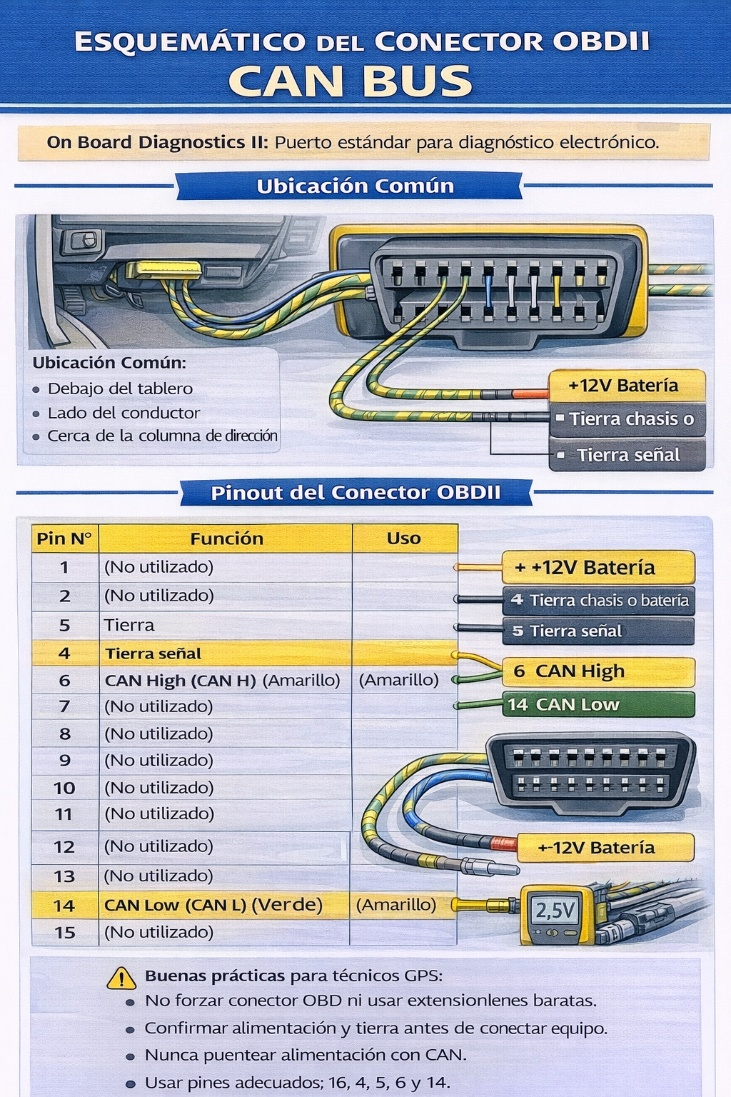 ESQUEMÁTICO DEL CONECTOR OBDII
CAN BUS
On Board Diagnostics II: Puerto estándar para diagnóstico electrónico.
Ubicación Común
Ubicación Común:
• Debajo del tablero
• Lado del conductor
• Cerca de la columna de dirección
+12V Batería
Tierra chasis o
Tierra señal
Pinout del Conector OBDII
Pin N° Función Uso
1 (No utilizado)
2 (No utilizado)
5 Tierra
4 Tierra señal
6 CAN High (CAN H) (Amarillo) (Amarillo)
7 (No utilizado)
8 (No utilizado)
9 (No utilizado)
10 (No utilizado)
11 (No utilizado)
12 (No utilizado)
13 (No utilizado)
14 CAN Low (CAN L) (Verde) (Amarillo)
15 (No utilizado)
+ +12V Batería
4 Tierra chasis o batería
5 Tierra señal
6 CAN High
14 CAN Low
+-12V Batería
2,5V
Buenas prácticas para técnicos GPS:
• No forzar conector OBD ni usar extensionlenes baratas.
• Confirmar alimentación y tierra antes de conectar equipo.
• Nunca puentear alimentación con CAN.
• Usar pines adecuados; 16, 4, 5, 6 y 14.